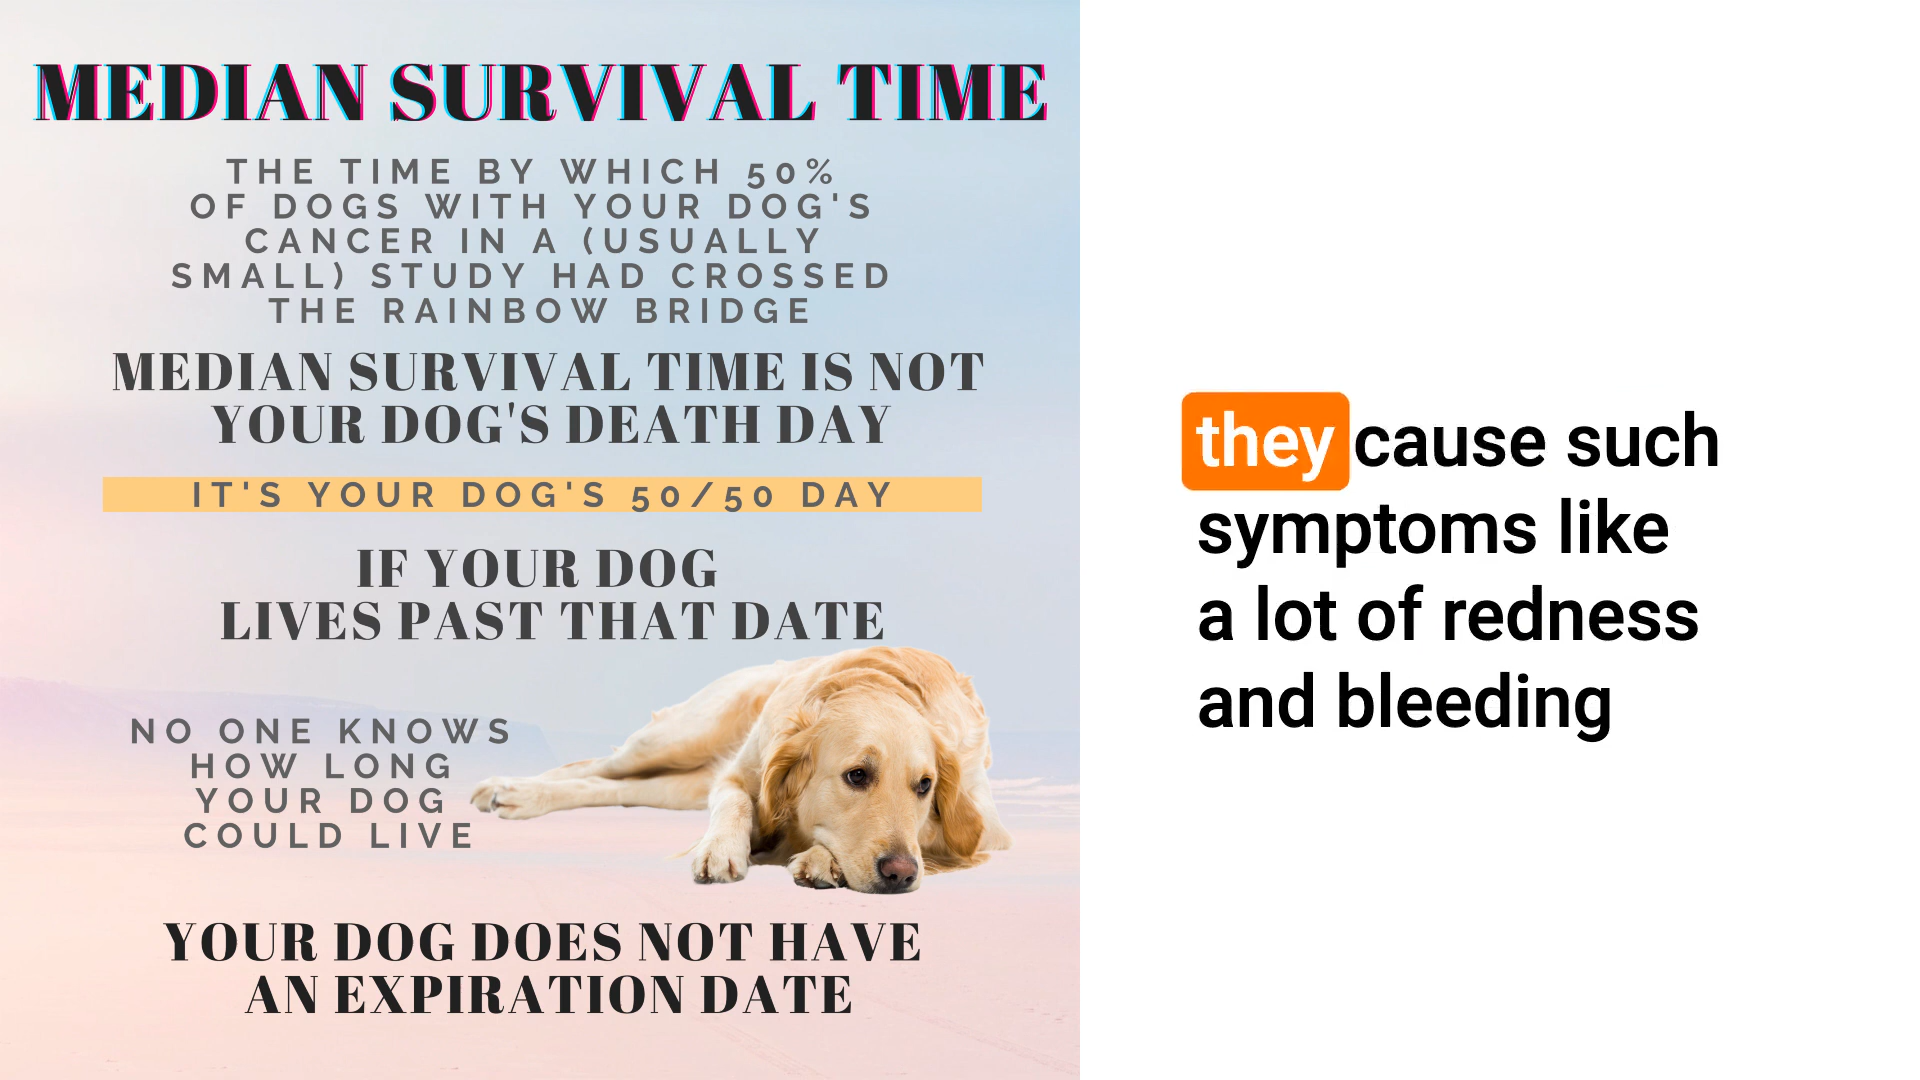 MEDIAN SURVIVAL TIME
THE TIME BY WHICH 50%
OF DOGS WITH YOUR DOG'S
CANCER IN A (USUALLY
SMALL) STUDY HAD CROSSED
THE RAINBOW BRIDGE
MEDIAN SURVIVAL TIME IS NOT
YOUR DOG'S DEATH DAY
IT'S YOUR DOG'S 50/50 DAY
IF YOUR DOG
LIVES PAST THAT DATE
NO ONE KNOWS
HOW LONG
YOUR DOG
COULD LIVE
YOUR DOG DOES NOT HAVE
AN EXPIRATION DATE
they cause such
symptoms like
a lot of redness
and bleeding